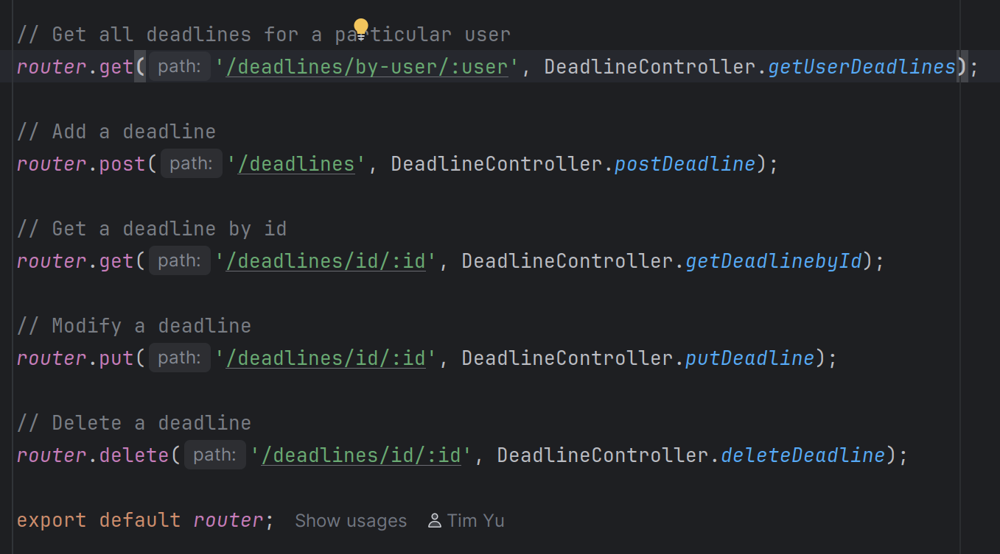 // Get all deadlines for a particular user
router.get( path: '/deadlines/by-user/:user', DeadlineController.getUserDeadlines);
// Add a deadline
router.post( path: '/deadlines', DeadlineController.postDeadline);
// Get a deadline by id
router.get( path: '/deadlines/id/:id', DeadlineController.getDeadlinebyId);
// Modify a deadline
router.put( path: '/deadlines/id/:id', DeadlineController.putDeadline);
// Delete a deadline
router.delete( path: '/deadlines/id/:id', DeadlineController.deleteDeadline);
export default router; Show usages Tim Yu